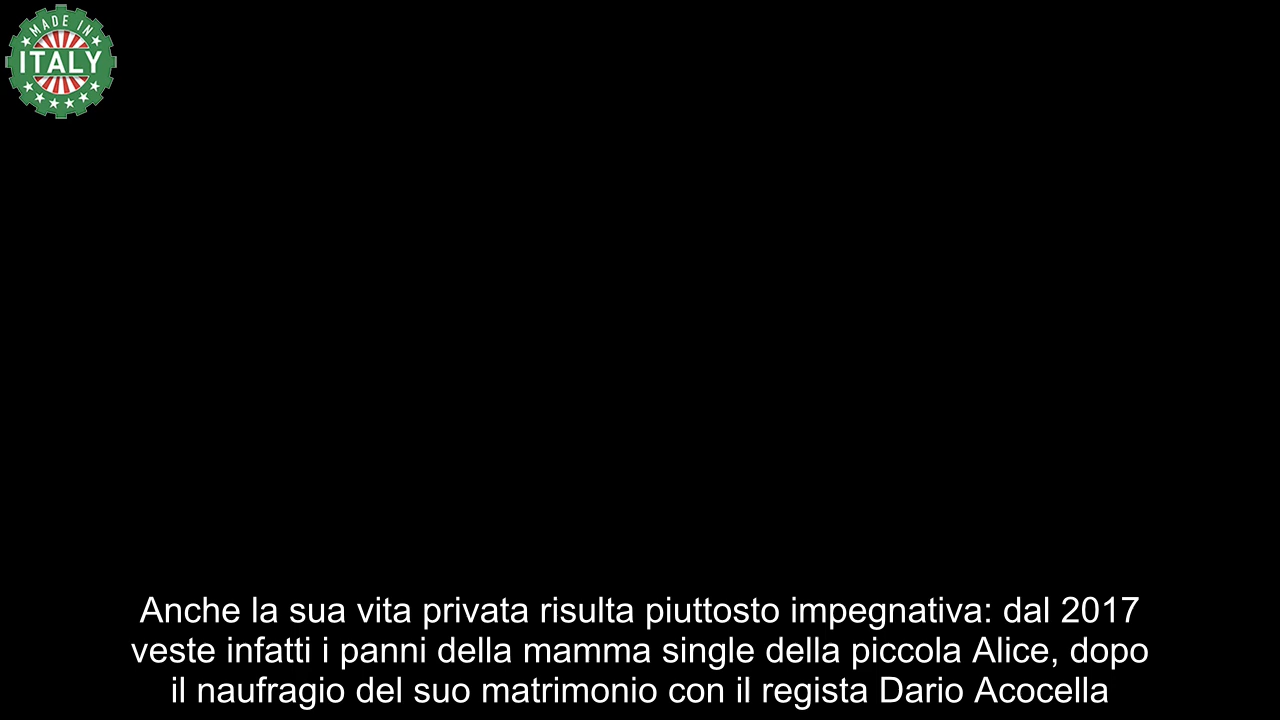 MADE IN
ITALY
Anche la sua vita privata risulta piuttosto impegnativa: dal 2017
veste infatti i panni della mamma single della piccola Alice, dopo
il naufragio del suo matrimonio con il regista Dario Acocella